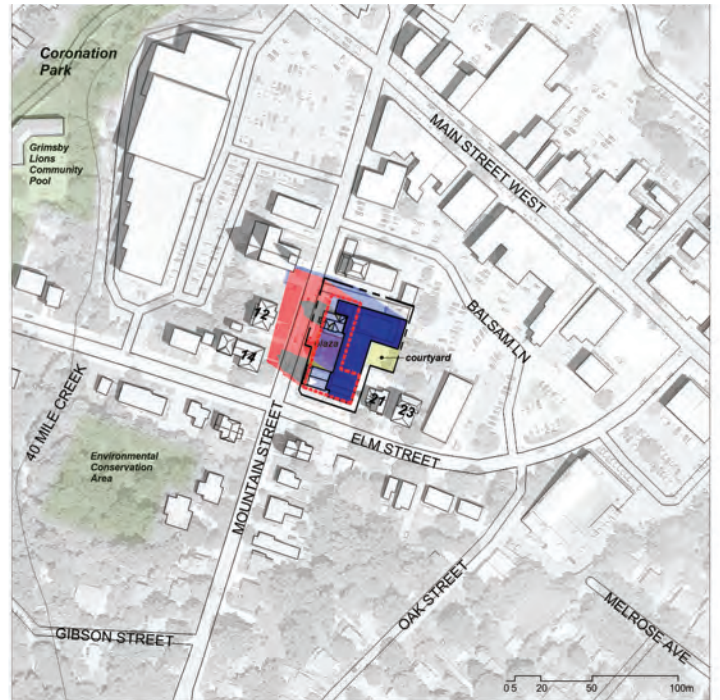 Coronation
Park
Grimsby
Lions
Community
Pool
MAIN STREET WEST
BALSAM LN
12
14
plaza
courtyard
21
23
ELM STREET
40 MILE CREEK
MOUNTAIN STREET
Environmental
Conservation
Area
OAK STREET
GIBSON STREET
MELROSE AVE
0 5 20 50 100m